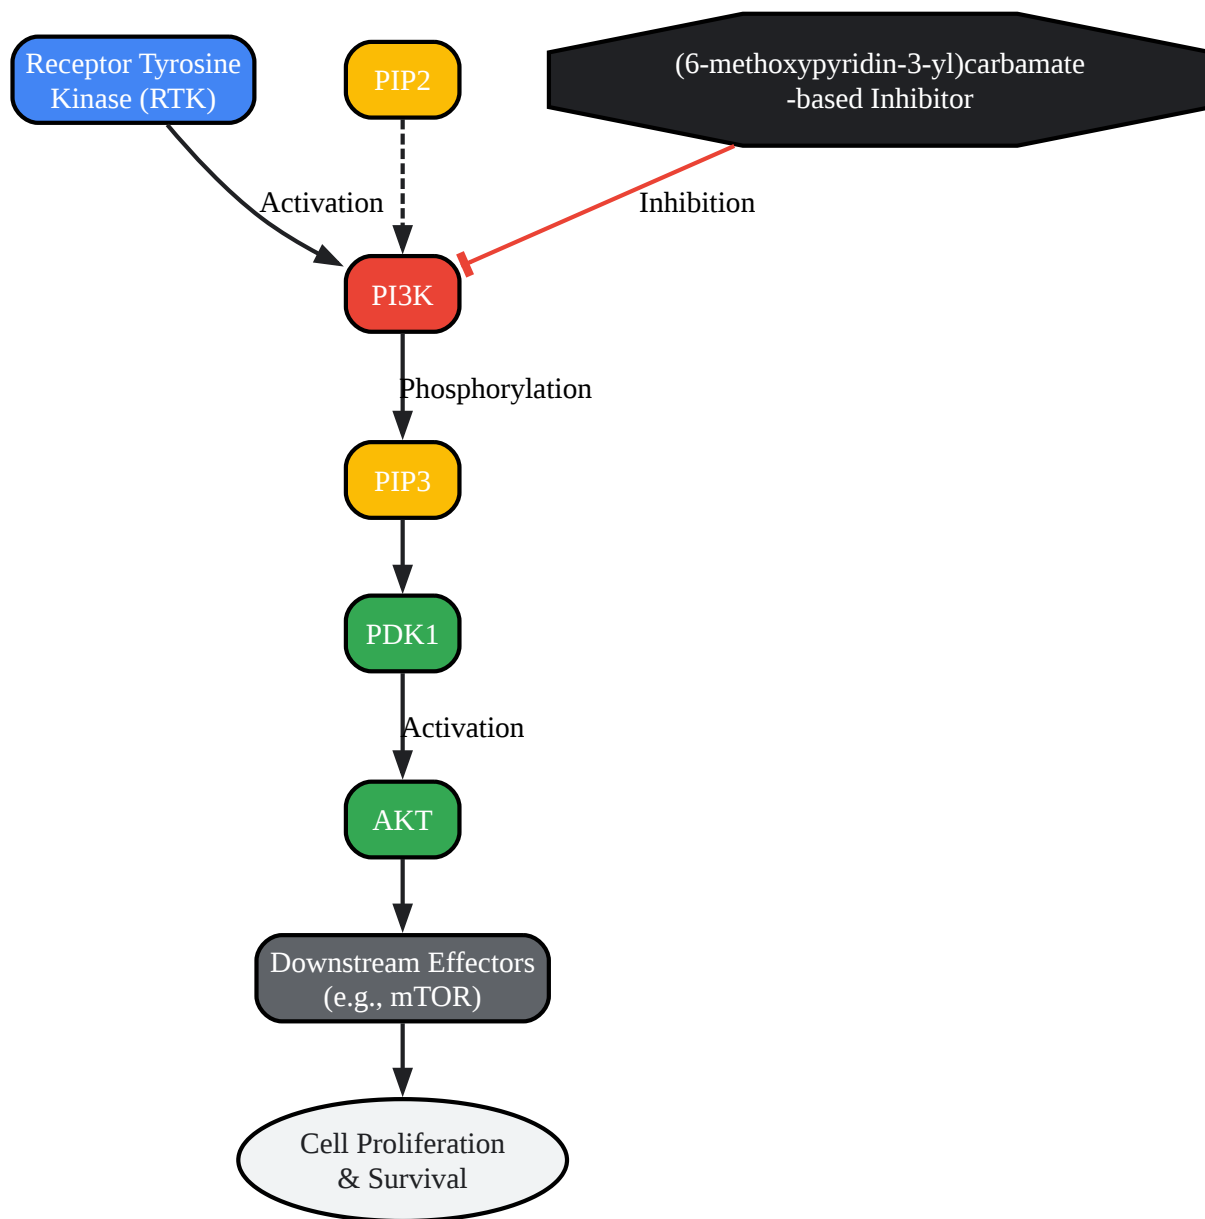 Receptor Tyrosine
Kinase (RTK)
PIP2
(6-methoxypyridin-3-yl)carbamate
-based Inhibitor
Activation
Inhibition
PI3K
Phosphorylation
PIP3
PDK1
Activation
AKT
Downstream Effectors
(e.g., mTOR)
Cell Proliferation
& Survival